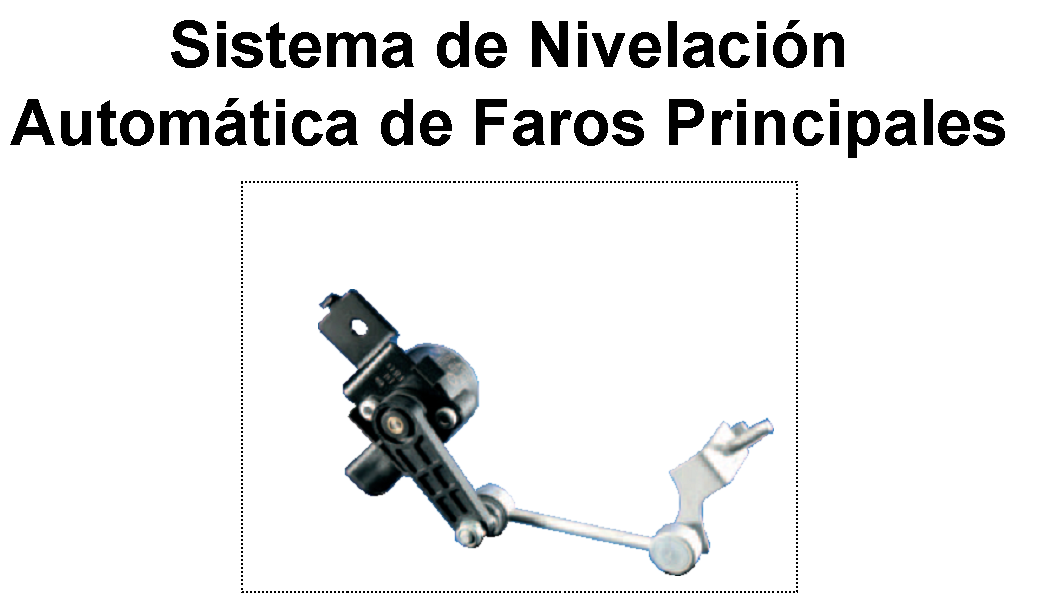 Sistema de Nivelación
Automática de Faros Principales